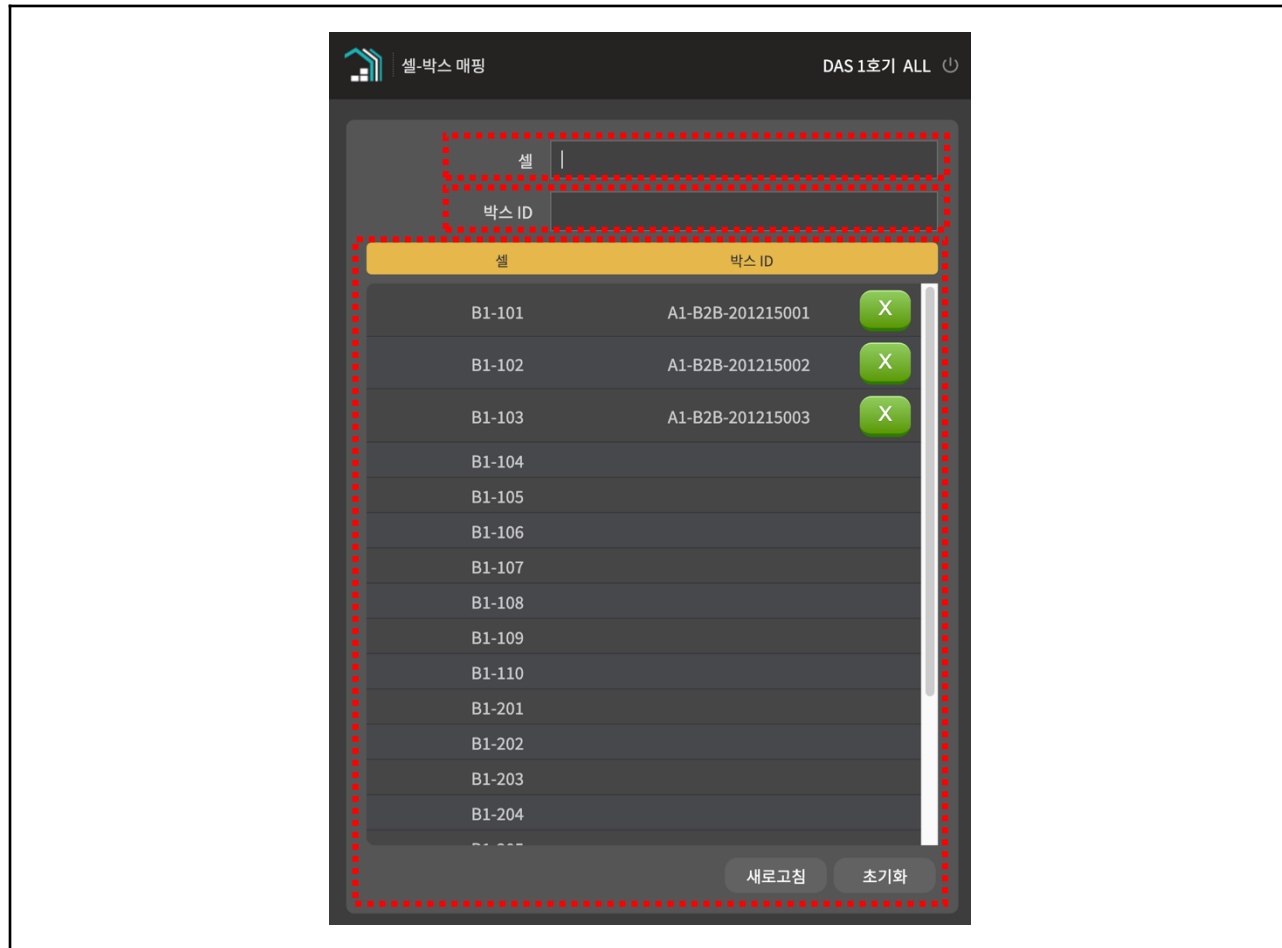 셀-박스 매핑 DAS 1호기 ALL
셀
박스 ID
셀 박스 ID
B1-101 A1-B2B-201215001 X
B1-102 A1-B2B-201215002 X
B1-103 A1-B2B-201215003 X
B1-104
B1-105
B1-106
B1-107
B1-108
B1-109
B1-110
B1-201
B1-202
B1-203
B1-204
새로고침 초기화